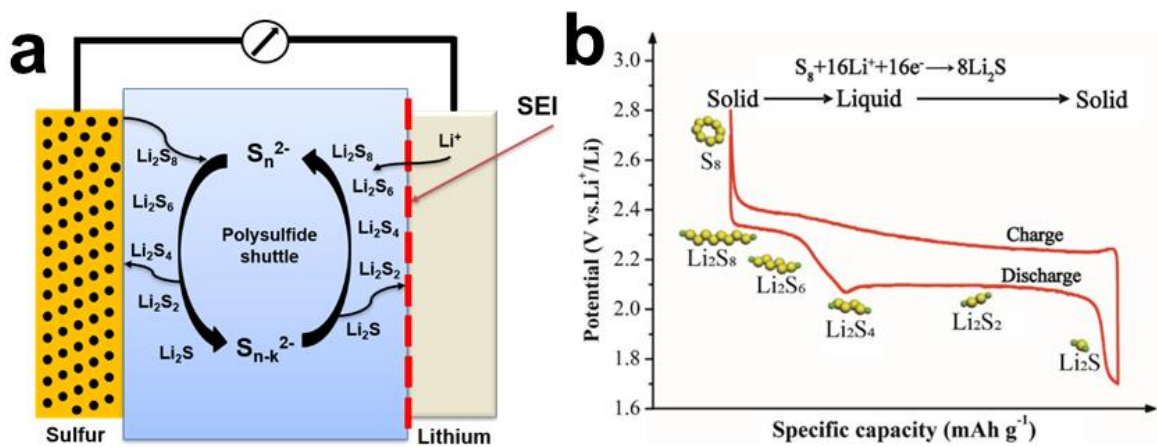 a
SEI
Li₂S₈
Sₙ²⁻
Li₂S₈
Li⁺
Li₂S₆
Li₂S₆
Li₂S₄
Polysulfide
shuttle
Li₂S₄
Li₂S₂
Li₂S₂
Li₂S
Sₙ₋ₖ²⁻
Li₂S
Sulfur
Lithium
b
S₈+16Li⁺+16e⁻→8Li₂S
Solid → Liquid → Solid
Potential (V vs.Li⁺/Li)
3.0
2.6
2.4
2.2
2.0
1.8
1.6
S₈
Li₂S₈
Li₂S₆
Li₂S₄
Li₂S₂
Li₂S
Charge
Discharge
Specific capacity (mAh g⁻¹)